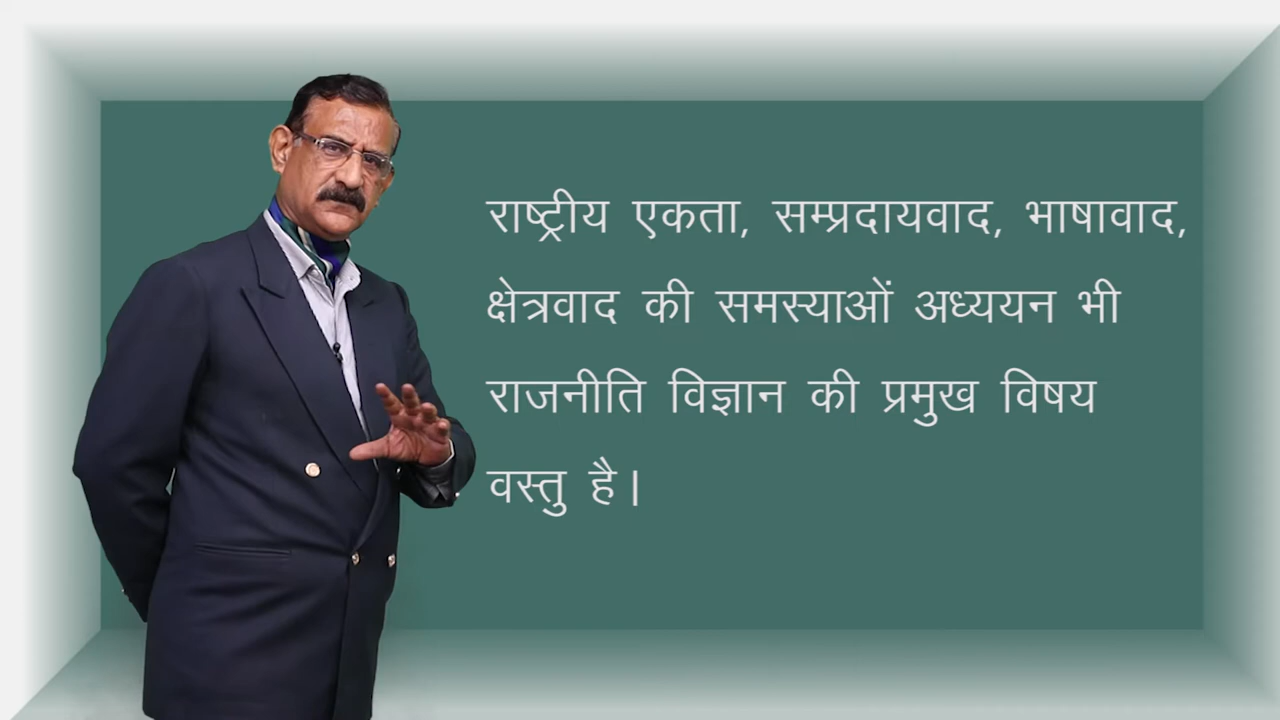 राष्ट्रीय एकता, सम्प्रदायवाद, भाषावाद,
क्षेत्रवाद की समस्याओं अध्ययन भी
राजनीति विज्ञान की प्रमुख विषय
वस्तु है।